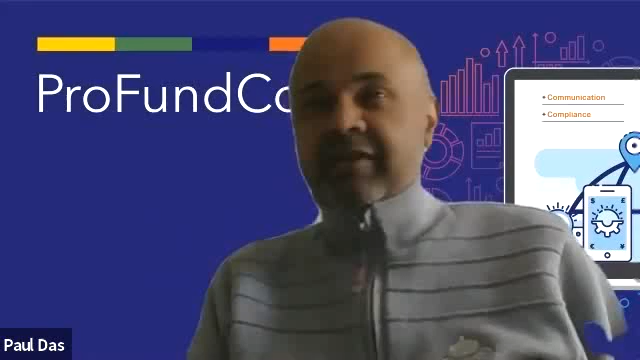 ProFundCo
• Communication
• Compliance
$
£
Paul Das